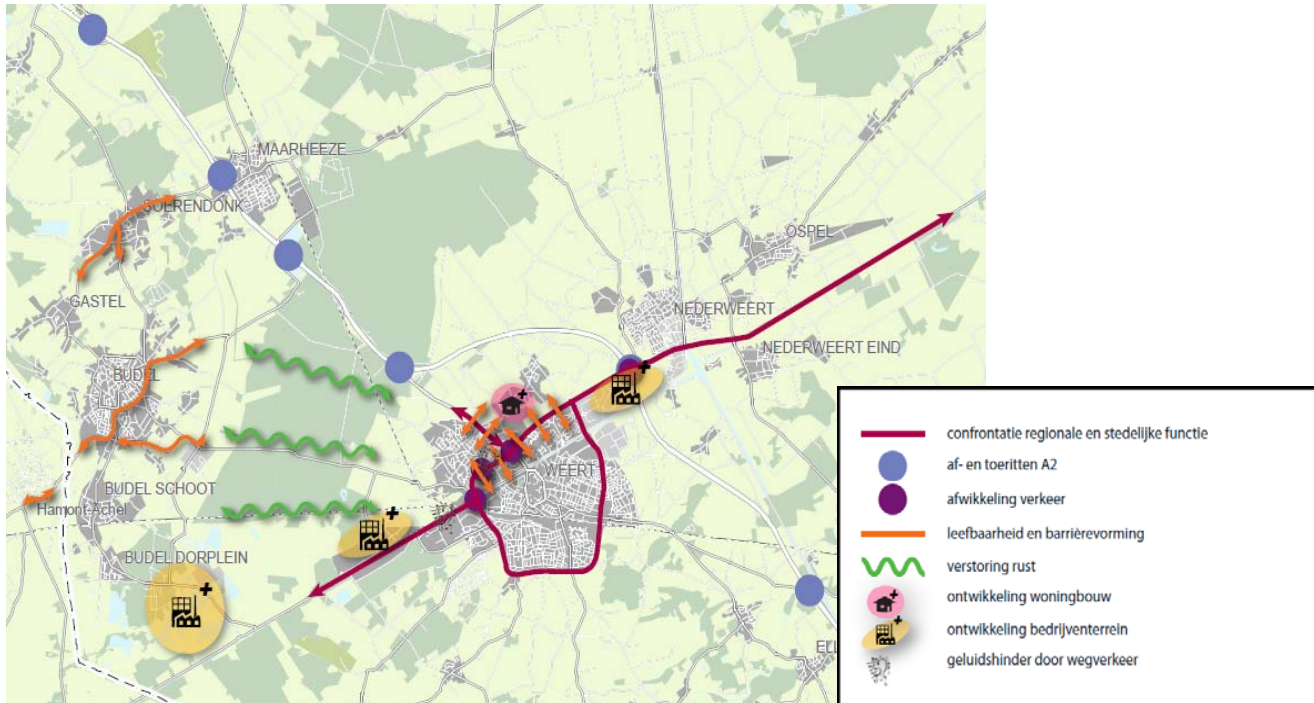 MAARHEEZE
SOERENDONK
OSPEL
GASTEL
NEDERWEERT
NEDERWEERT EIND
BUDEL
WEERT
BUDEL SCHOOT
Hamont-Achel
BUDEL DORPLEIN
ELL
confrontatie regionale en stedelijke functie
af- en toeritten A2
afwikkeling verkeer
leefbaarheid en barrièrevorming
verstoring rust
ontwikkeling woningbouw
ontwikkeling bedrijventerrein
geluidshinder door wegverkeer